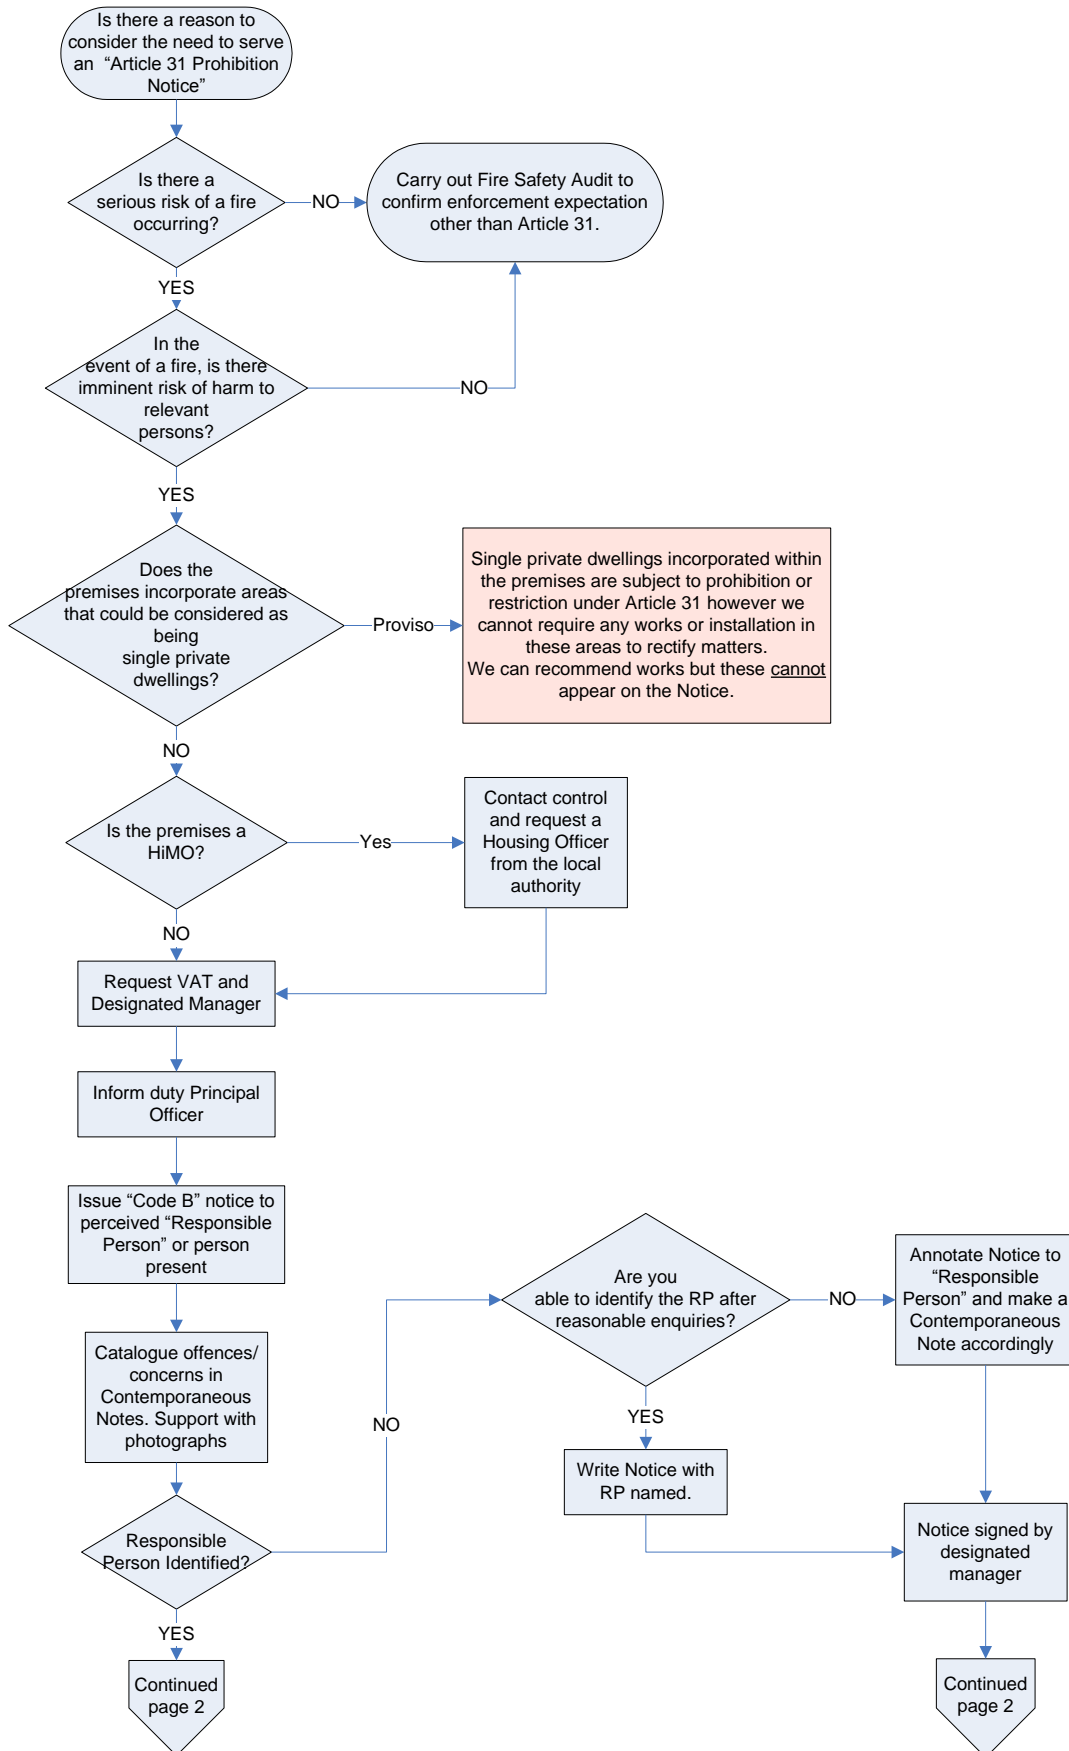 Is there a reason to
consider the need to serve
an  “Article 31 Prohibition
Notice”
Is there a
serious risk of a fire
occurring?
NO
Carry out Fire Safety Audit to
confirm enforcement expectation
other than Article 31.
YES
In the
event of a fire, is there
imminent risk of harm to
relevant
persons?
NO
YES
Does the
premises incorporate areas
that could be considered as
being
single private
dwellings?
Proviso
Single private dwellings incorporated within
the premises are subject to prohibition or
restriction under Article 31 however we
cannot require any works or installation in
these areas to rectify matters.
We can recommend works but these cannot
appear on the Notice.
NO
Is the premises a
HiMO?
Yes
Contact control
and request a
Housing Officer
from the local
authority
NO
Request VAT and
Designated Manager
Inform duty Principal
Officer
Issue “Code B” notice to
perceived “Responsible
Person” or person
present
Catalogue offences/
concerns in
Contemporaneous
Notes. Support with
photographs
Responsible
Person Identified?
NO
YES
Continued
page 2
Are you
able to identify the RP after
reasonable enquiries?
NO
Annotate Notice to
“Responsible
Person” and make a
Contemporaneous
Note accordingly
YES
Write Notice with
RP named.
Notice signed by
designated
manager
Continued
page 2